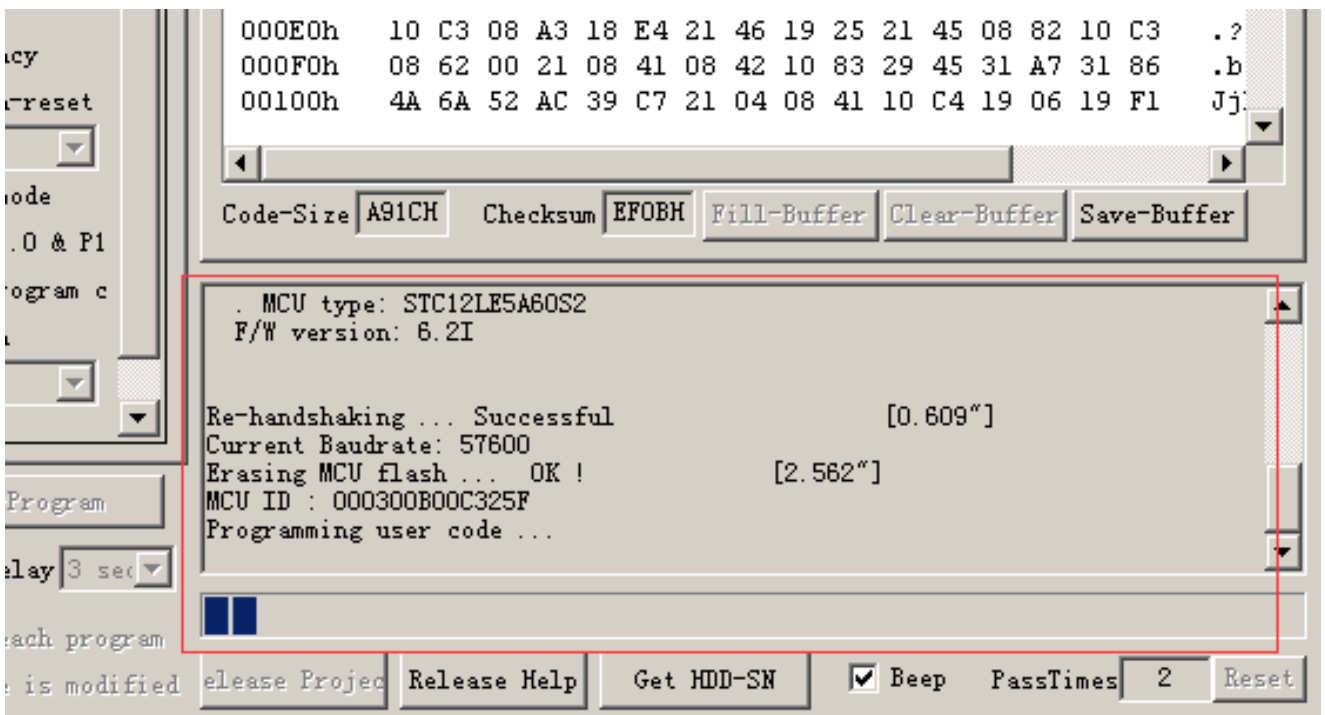 000E0h 10 C3 08 A3 18 E4 21 46 19 25 21 45 08 82 10 C3 .?
000F0h 08 62 00 21 08 41 08 42 10 83 29 45 31 A7 31 86 .b
00100h 4A 6A 52 AC 39 C7 21 04 08 41 10 C4 19 06 19 F1 Jj
Code-Size A91CH Checksum EF0BH Fill-Buffer Clear-Buffer Save-Buffer
.0 & P1
. MCU type: STC12LE5A60S2
F/W version: 6.2I
Re-handshaking ... Successful [0.609"]
Current Baudrate: 57600
Erasing MCU flash ... OK ! [2.562"]
MCU ID : 000300B00C325F
Programming user code ...
Program
elay 3 sec
each program
is modified
elease Projec Release Help Get HDD-SN Beep PassTimes 2 Reset